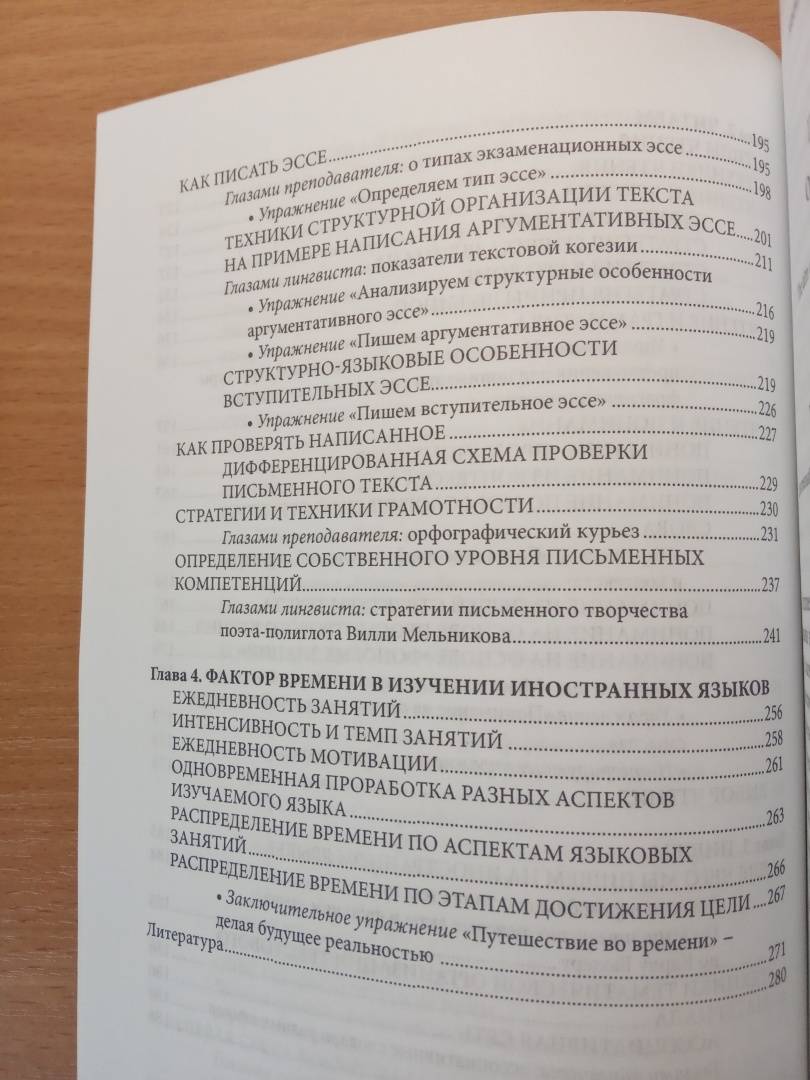 КАК ПИСАТЬ ЭССЕ..........195
Глазами преподавателя: о типах экзаменационных эссе..........195
• Упражнение «Определяем тип эссе»..........198
ТЕХНИКИ СТРУКТУРНОЙ ОРГАНИЗАЦИИ ТЕКСТА
НА ПРИМЕРЕ НАПИСАНИЯ АРГУМЕНТАТИВНЫХ ЭССЕ....201
Глазами лингвиста: показатели текстовой когезии..........211
• Упражнение «Анализируем структурные особенности
аргументативного эссе»..........216
• Упражнение «Пишем аргументативное эссе»..........219
СТРУКТУРНО-ЯЗЫКОВЫЕ ОСОБЕННОСТИ
ВСТУПИТЕЛЬНЫХ ЭССЕ..........219
• Упражнение «Пишем вступительное эссе»..........226
КАК ПРОВЕРЯТЬ НАПИСАННОЕ..........227
ДИФФЕРЕНЦИРОВАННАЯ СХЕМА ПРОВЕРКИ
ПИСЬМЕННОГО ТЕКСТА..........229
СТРАТЕГИИ И ТЕХНИКИ ГРАМОТНОСТИ..........230
Глазами преподавателя: орфографический курьез..........231
ОПРЕДЕЛЕНИЕ СОБСТВЕННОГО УРОВНЯ ПИСЬМЕННЫХ
КОМПЕТЕНЦИЙ..........237
Глазами лингвиста: стратегии письменного творчества
поэта-полиглота Вилли Мельникова..........241
Глава 4. ФАКТОР ВРЕМЕНИ В ИЗУЧЕНИИ ИНОСТРАННЫХ ЯЗЫКОВ
ЕЖЕДНЕВНОСТЬ ЗАНЯТИЙ..........256
ИНТЕНСИВНОСТЬ И ТЕМП ЗАНЯТИЙ..........258
ЕЖЕДНЕВНОСТЬ МОТИВАЦИИ..........261
ОДНОВРЕМЕННАЯ ПРОРАБОТКА РАЗНЫХ АСПЕКТОВ
ИЗУЧАЕМОГО ЯЗЫКА..........263
РАСПРЕДЕЛЕНИЕ ВРЕМЕНИ ПО АСПЕКТАМ ЯЗЫКОВЫХ
ЗАНЯТИЙ..........266
РАСПРЕДЕЛЕНИЕ ВРЕМЕНИ ПО ЭТАПАМ ДОСТИЖЕНИЯ ЦЕЛИ....267
• Заключительное упражнение «Путешествие во времени» –
делая будущее реальностью..........271
Литература..........280